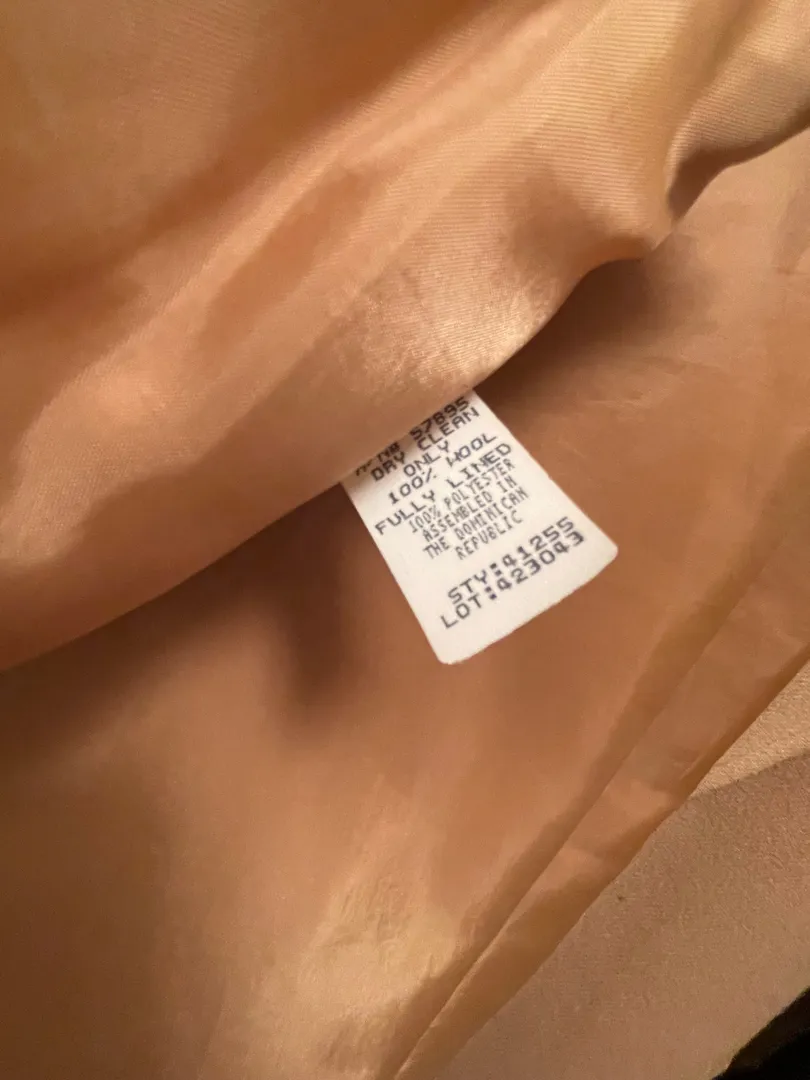 RN# 57895
DRY CLEAN
ONLY
100% WOOL
FULLY LINED
100% POLYESTER
ASSEMBLED IN
THE DOMINICAN
REPUBLIC
STY:41255
LOT:423043